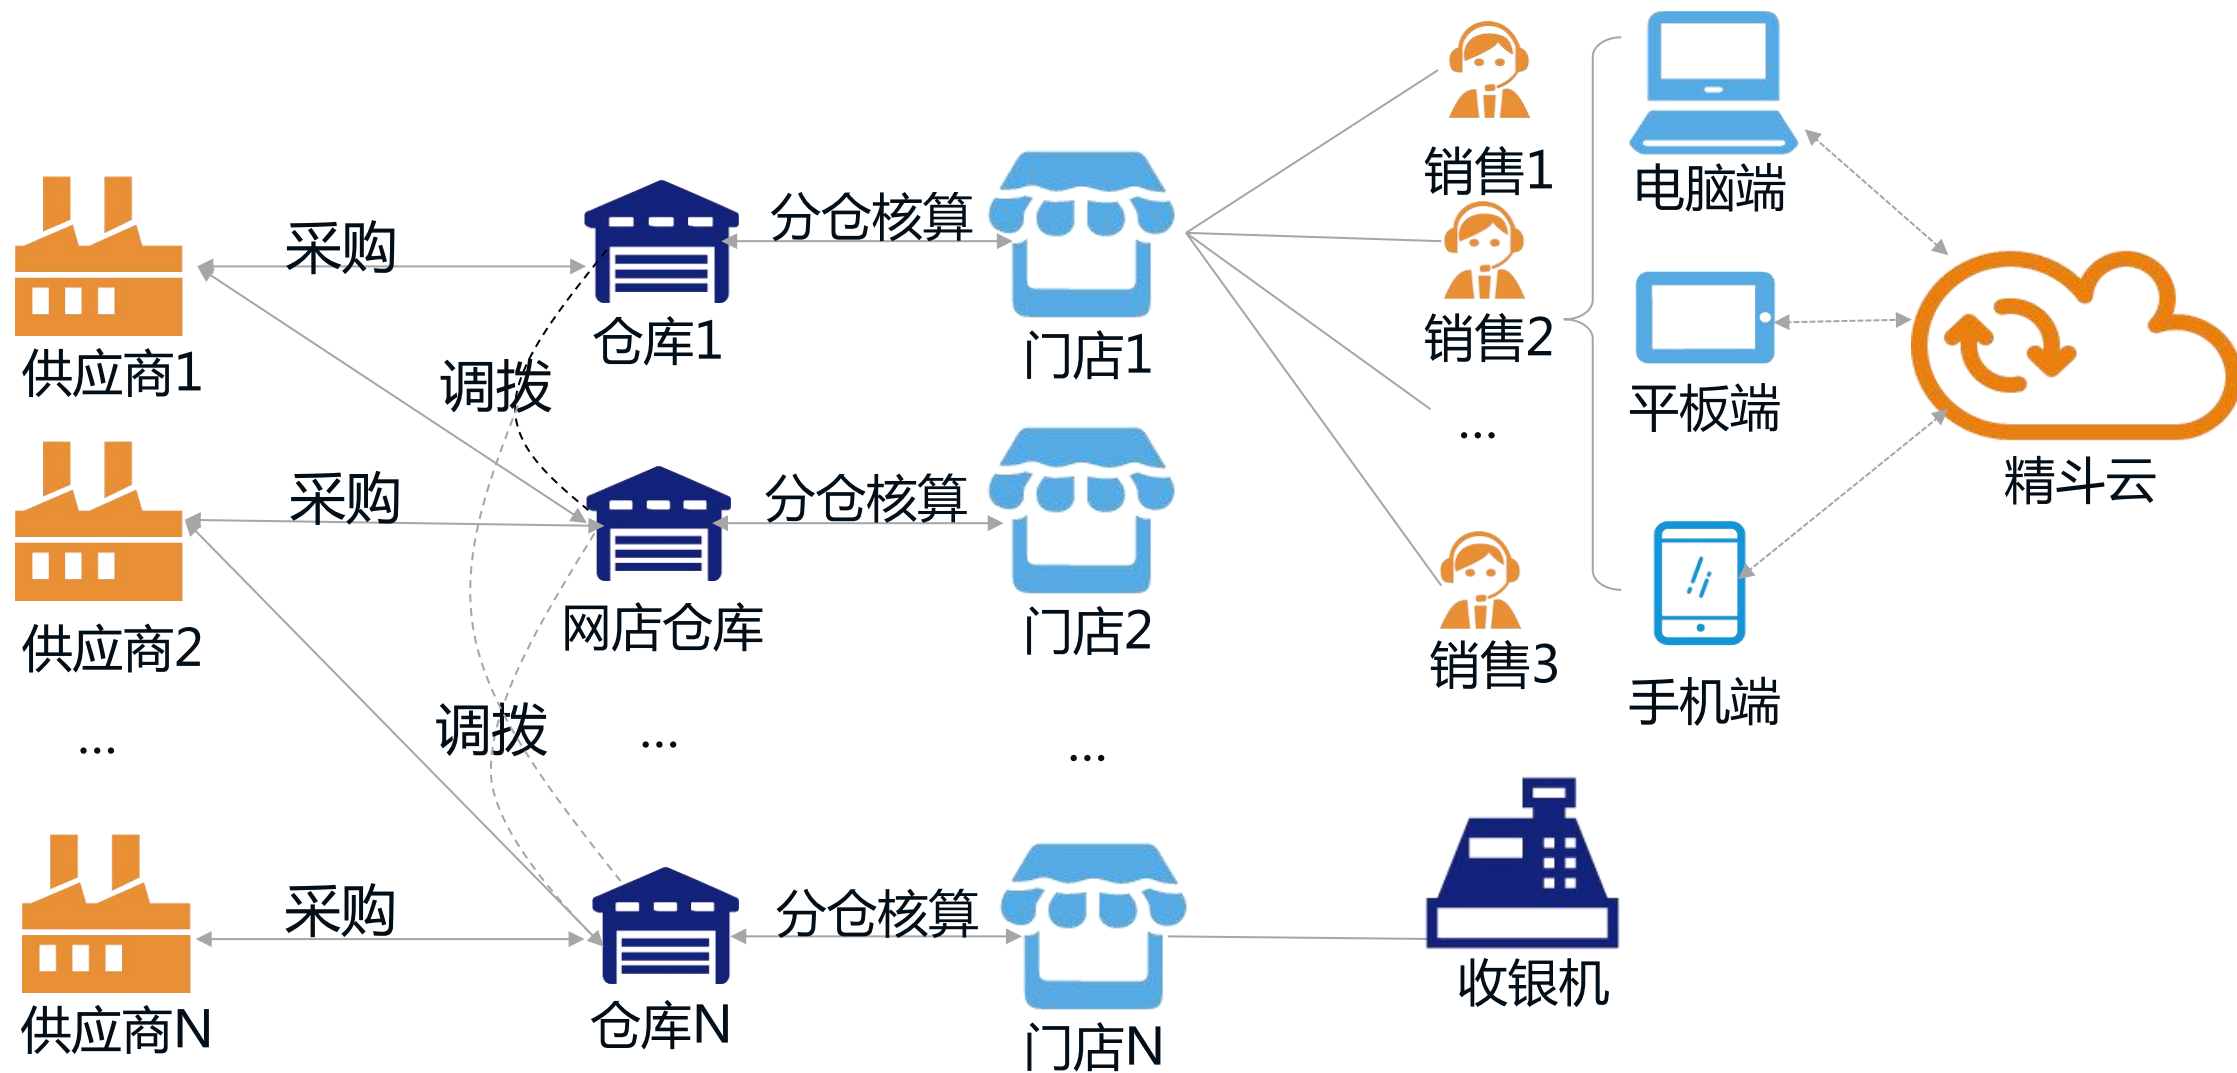 销售1
电脑端
采购
分仓核算
供应商1
仓库1
门店1
销售2
调拨
平板端
...
精斗云
采购
分仓核算
供应商2
网店仓库
门店2
销售3
手机端
调拨
...
...
...
采购
分仓核算
收银机
供应商N
仓库N
门店N